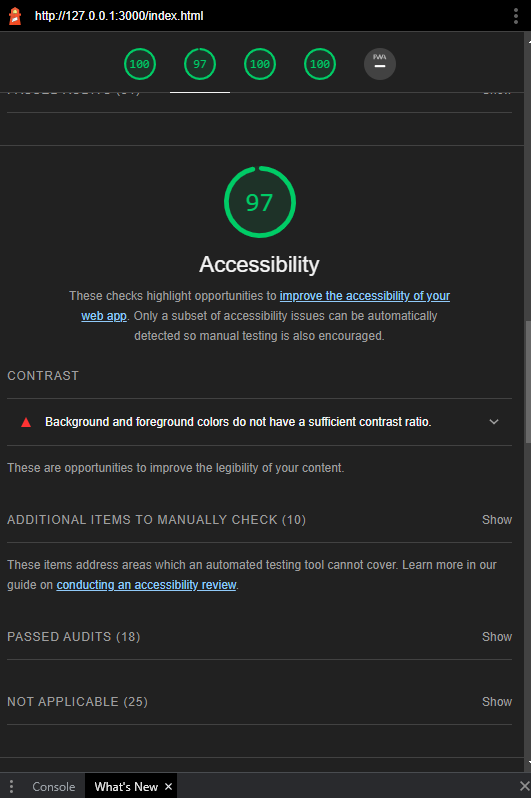 http://127.0.0.1:3000/index.html
100
97
100
100
PWA
97
Accessibility
These checks highlight opportunities to improve the accessibility of your
web app. Only a subset of accessibility issues can be automatically
detected so manual testing is also encouraged.
CONTRAST
Background and foreground colors do not have a sufficient contrast ratio.
These are opportunities to improve the legibility of your content.
ADDITIONAL ITEMS TO MANUALLY CHECK (10) Show
These items address areas which an automated testing tool cannot cover. Learn more in our
guide on conducting an accessibility review.
PASSED AUDITS (18) Show
NOT APPLICABLE (25) Show
Console What's New